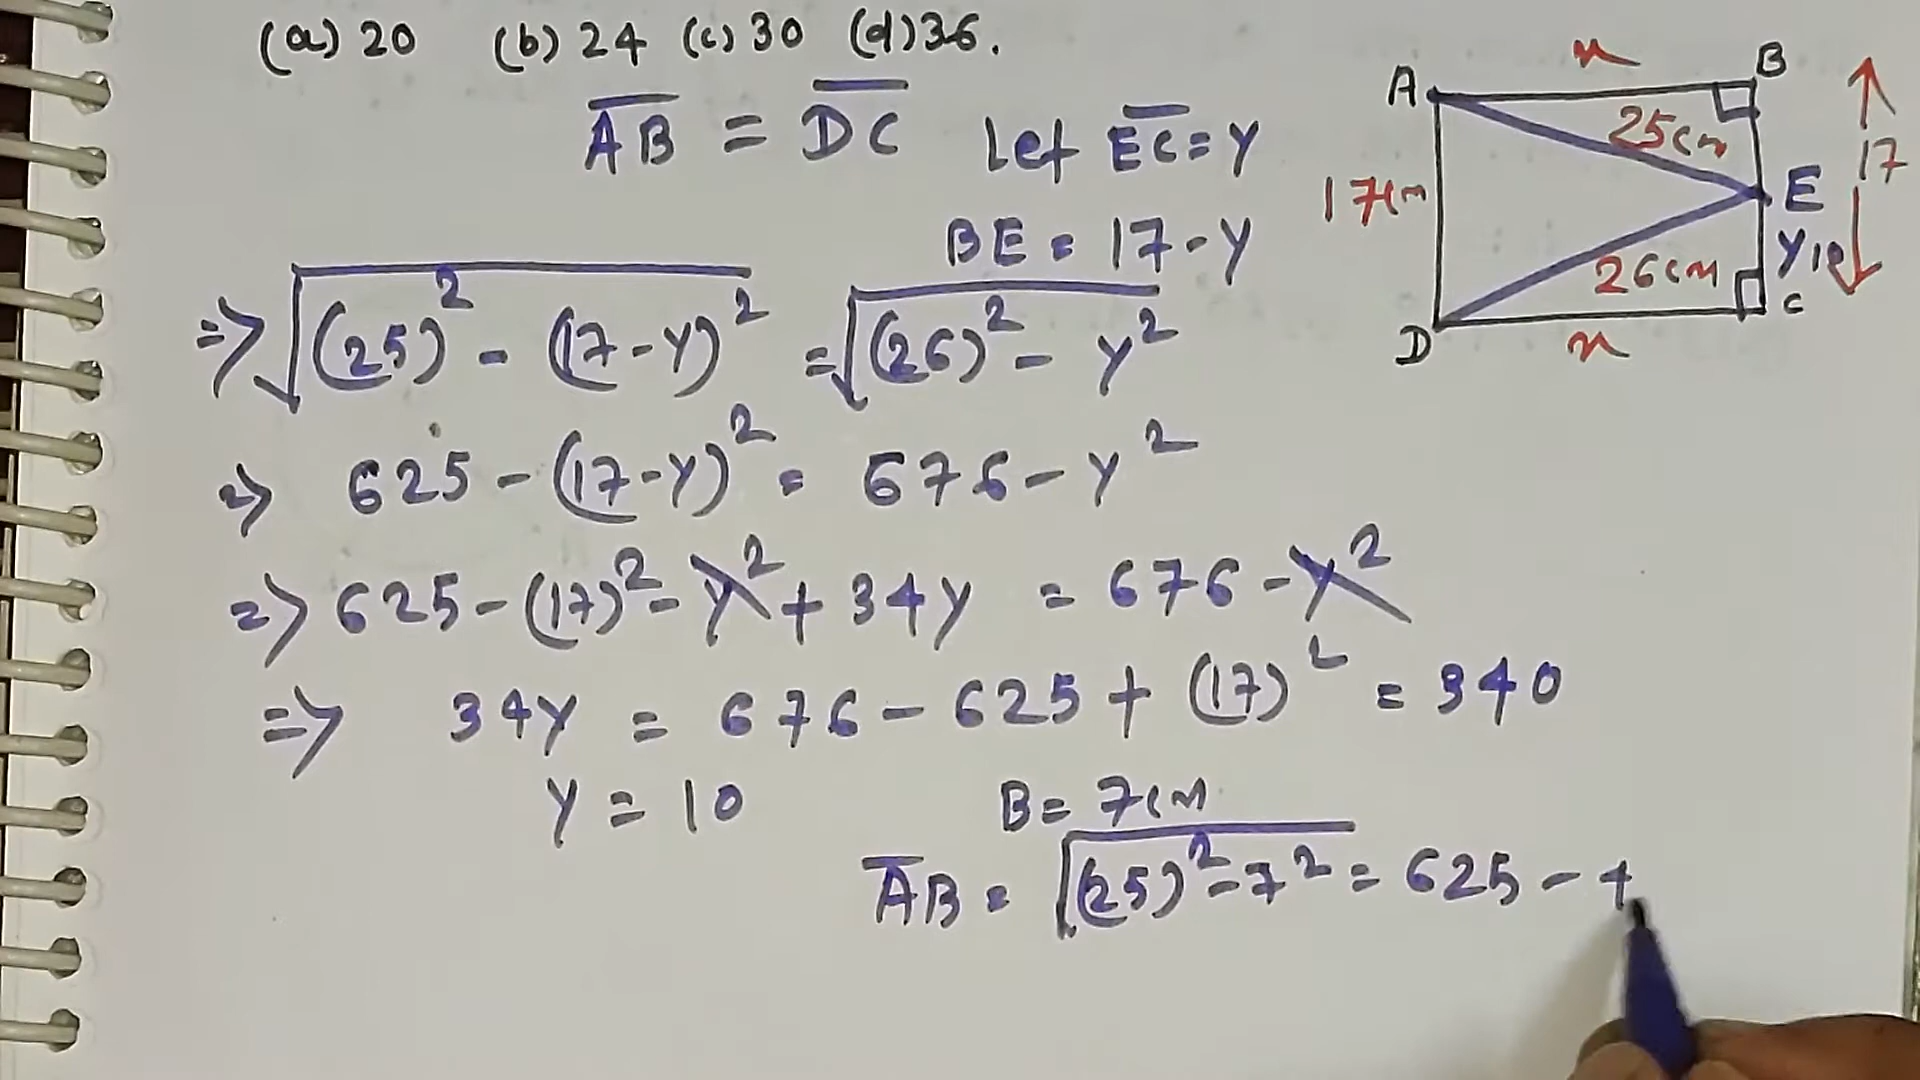 (a) 20 (b) 24 (c) 30 (d) 36.
AB = DC Let EC = Y
BE = 17 - Y
=> √(25)² - (17-Y)² = √(26)² - Y²
=> 625 - (17-Y)² = 676 - Y²
=> 625 - (17)² - Y² + 34Y = 676 - Y²
=> 34Y = 676 - 625 + (17)² = 340
Y = 10 B = 7cm
AB = √(25)² - 7² = 625 - 4
x B
A 25cm
17cm E 17
26cm Y
D x C